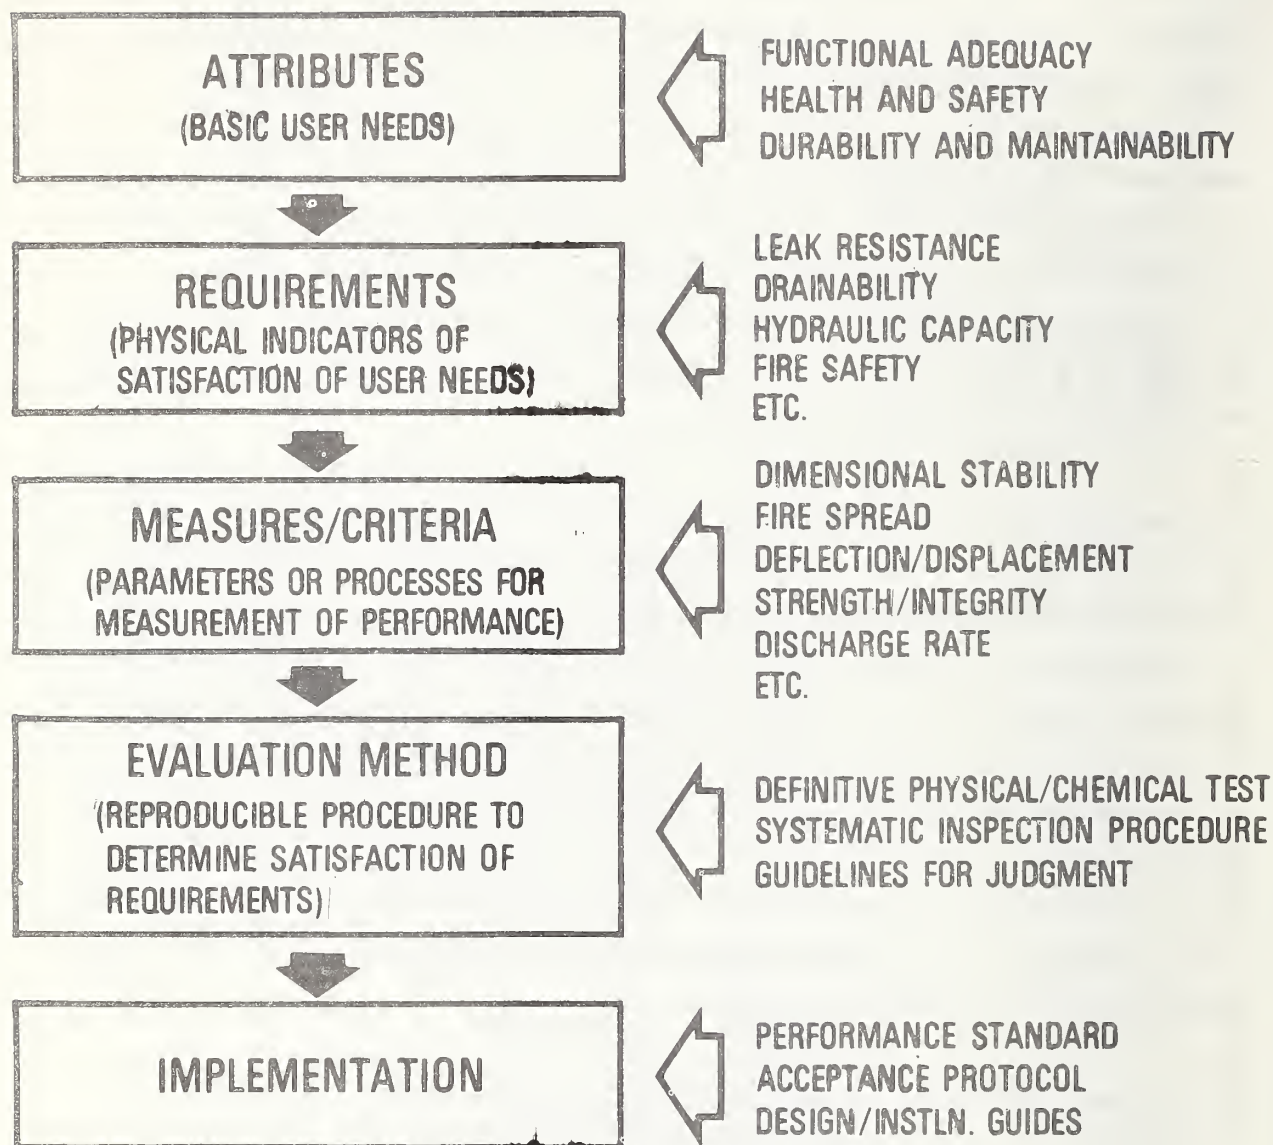 ATTRIBUTES
(BASIC USER NEEDS)
FUNCTIONAL ADEQUACY
HEALTH AND SAFETY
DURABILITY AND MAINTAINABILITY
REQUIREMENTS
(PHYSICAL INDICATORS OF
SATISFACTION OF USER NEEDS)
LEAK RESISTANCE
DRAINABILITY
HYDRAULIC CAPACITY
FIRE SAFETY
ETC.
MEASURES/CRITERIA
(PARAMETERS OR PROCESSES FOR
MEASUREMENT OF PERFORMANCE)
DIMENSIONAL STABILITY
FIRE SPREAD
DEFLECTION/DISPLACEMENT
STRENGTH/INTEGRITY
DISCHARGE RATE
ETC.
EVALUATION METHOD
(REPRODUCIBLE PROCEDURE TO
DETERMINE SATISFACTION OF
REQUIREMENTS)
DEFINITIVE PHYSICAL/CHEMICAL TEST
SYSTEMATIC INSPECTION PROCEDURE
GUIDELINES FOR JUDGMENT
IMPLEMENTATION
PERFORMANCE STANDARD
ACCEPTANCE PROTOCOL
DESIGN/INSTLN. GUIDES